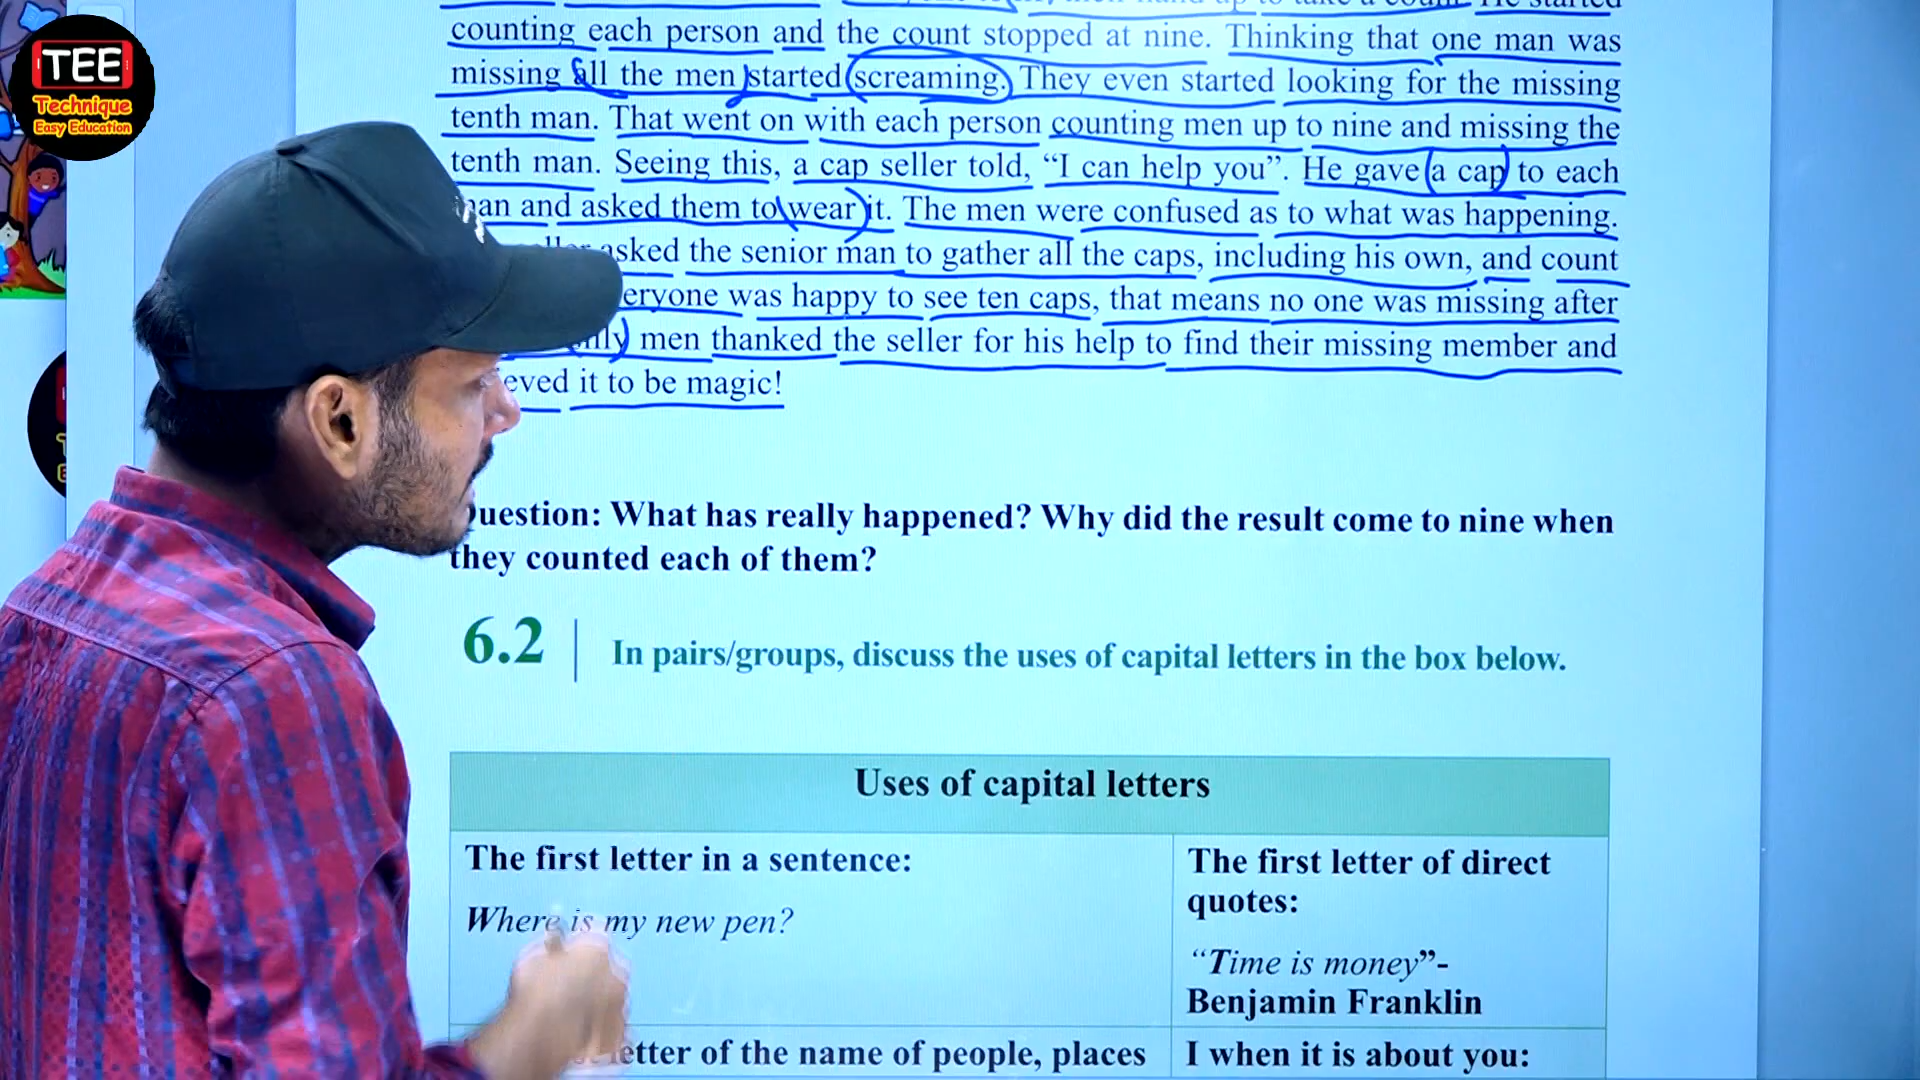 TEE
Technique
Easy Education
He started
counting each person and the count stopped at nine. Thinking that one man was
missing all the men started screaming. They even started looking for the missing
tenth man. That went on with each person counting men up to nine and missing the
tenth man. Seeing this, a cap seller told, “I can help you”. He gave a cap to each
and asked them to wear it. The men were confused as to what was happening.
asked the senior man to gather all the caps, including his own, and count
was happy to see ten caps, that means no one was missing after
men thanked the seller for his help to find their missing member and
it to be magic!
Question: What has really happened? Why did the result come to nine when
they counted each of them?
6.2 In pairs/groups, discuss the uses of capital letters in the box below.
Uses of capital letters
The first letter in a sentence:
Where is my new pen?
The first letter of direct
quotes:
“Time is money”-
Benjamin Franklin
letter of the name of people, places
I when it is about you: